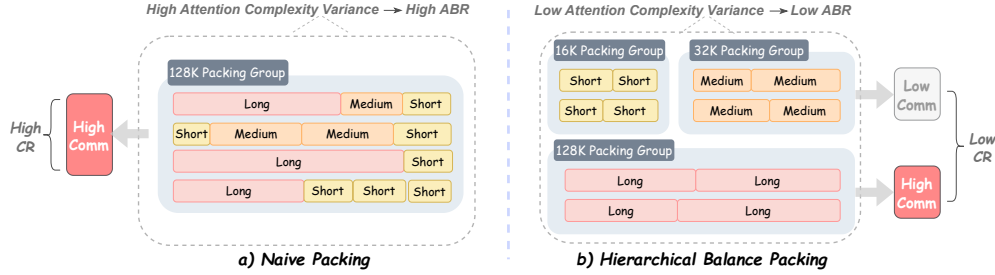 High Attention Complexity Variance → High ABR
128K Packing Group
Long Medium Short
Short Medium Medium Short
Long Short
Long Short Short Short
High
Comm
High
CR
a) Naive Packing
Low Attention Complexity Variance → Low ABR
16K Packing Group
Short Short
Short Short
32K Packing Group
Medium Medium
Medium Medium
128K Packing Group
Long Long
Long Long
Low
Comm
High
Comm
Low
CR
b) Hierarchical Balance Packing